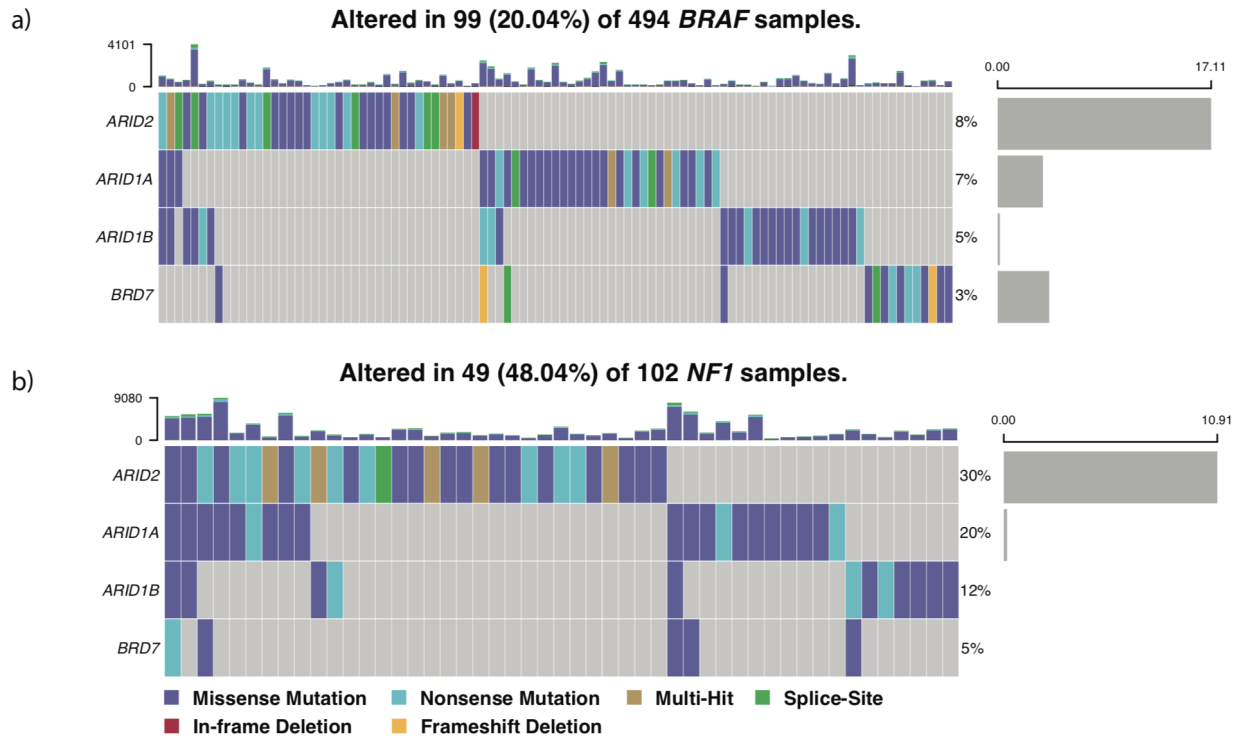 a)
Altered in 99 (20.04%) of 494 BRAF samples.
4101
0
0.00 17.11
ARID2 8%
ARID1A 7%
ARID1B 5%
BRD7 3%
b)
Altered in 49 (48.04%) of 102 NF1 samples.
9080
0
0.00 10.91
ARID2 30%
ARID1A 20%
ARID1B 12%
BRD7 5%
Missense Mutation Nonsense Mutation Multi-Hit Splice-Site
In-frame Deletion Frameshift Deletion